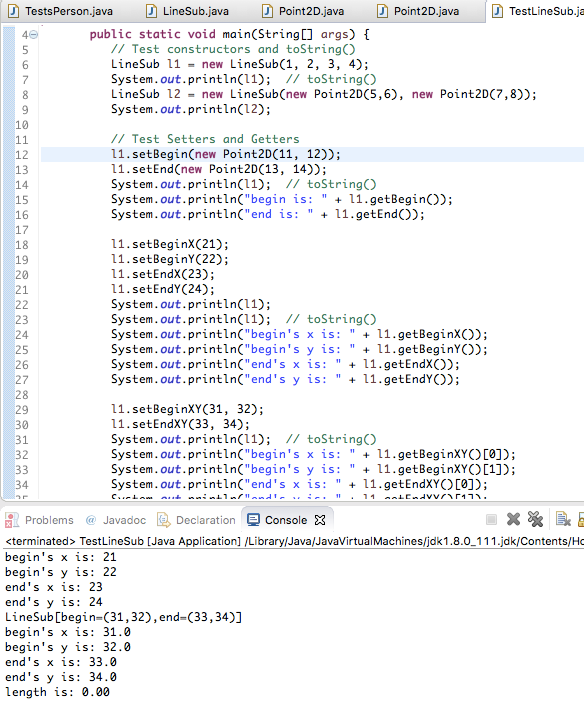 TestsPerson.java LineSub.java Point2D.java Point2D.java TestLineSub.ja
4 public static void main(String[] args) {
5 // Test constructors and toString()
6 LineSub l1 = new LineSub(1, 2, 3, 4);
7 System.out.println(l1); // toString()
8 LineSub l2 = new LineSub(new Point2D(5,6), new Point2D(7,8));
9 System.out.println(l2);
10
11 // Test Setters and Getters
12 l1.setBegin(new Point2D(11, 12));
13 l1.setEnd(new Point2D(13, 14));
14 System.out.println(l1); // toString()
15 System.out.println("begin is: " + l1.getBegin());
16 System.out.println("end is: " + l1.getEnd());
17
18 l1.setBeginX(21);
19 l1.setBeginY(22);
20 l1.setEndX(23);
21 l1.setEndY(24);
22 System.out.println(l1);
23 System.out.println(l1); // toString()
24 System.out.println("begin's x is: " + l1.getBeginX());
25 System.out.println("begin's y is: " + l1.getBeginY());
26 System.out.println("end's x is: " + l1.getEndX());
27 System.out.println("end's y is: " + l1.getEndY());
28
29 l1.setBeginXY(31, 32);
30 l1.setEndXY(33, 34);
31 System.out.println(l1); // toString()
32 System.out.println("begin's x is: " + l1.getBeginXY()[0]);
33 System.out.println("begin's y is: " + l1.getBeginXY()[1]);
34 System.out.println("end's x is: " + l1.getEndXY()[0]);
35 System.out.println("end's y is: " + l1.getEndXY()[1]);
Problems @ Javadoc Declaration Console
<terminated> TestLineSub [Java Application] /Library/Java/JavaVirtualMachines/jdk1.8.0_111.jdk/Contents/Ho
begin's x is: 21
begin's y is: 22
end's x is: 23
end's y is: 24
LineSub[begin=(31,32),end=(33,34)]
begin's x is: 31.0
begin's y is: 32.0
end's x is: 33.0
end's y is: 34.0
length is: 0.00